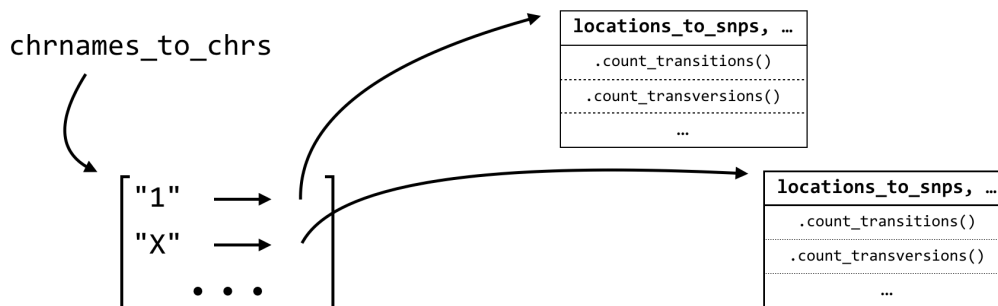 chrnames_to_chrs
locations_to_snps, …
.count_transitions()
.count_transversions()
…
"1"
"X"
• • •
locations_to_snps, …
.count_transitions()
.count_transversions()
…